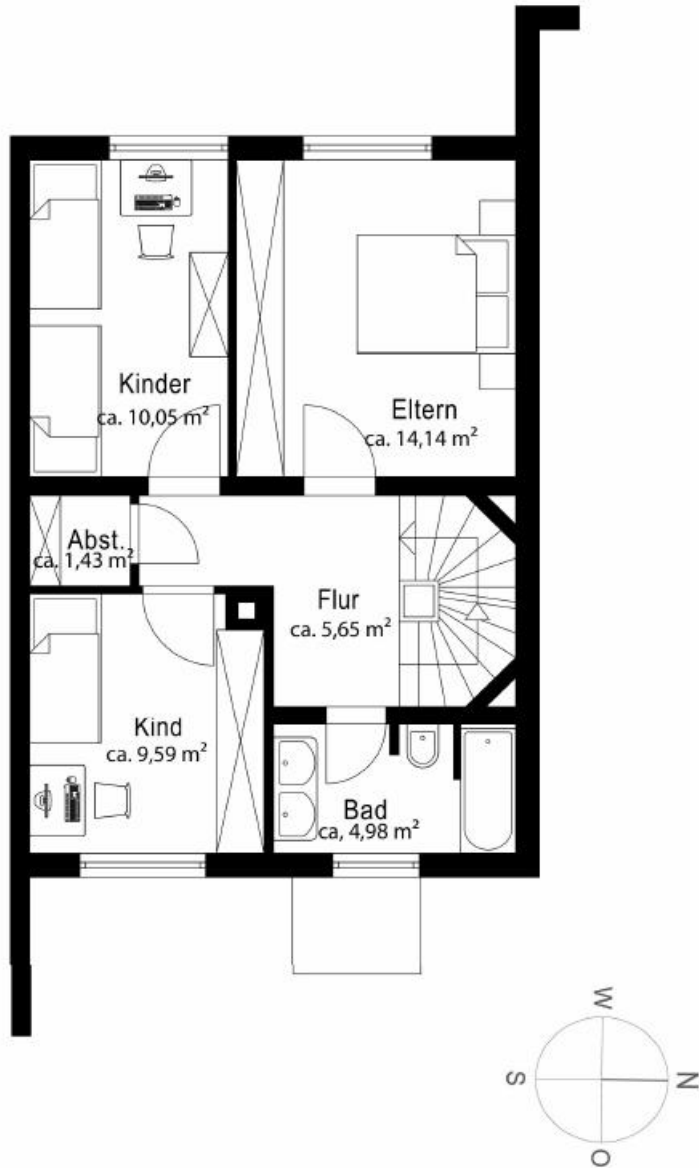 Kinder
ca. 10,05 m²
Eltern
ca. 14,14 m²
Abst.
ca. 1,43 m²
Flur
ca. 5,65 m²
Kind
ca. 9,59 m²
Bad
ca, 4,98 m²
W
S
N
O